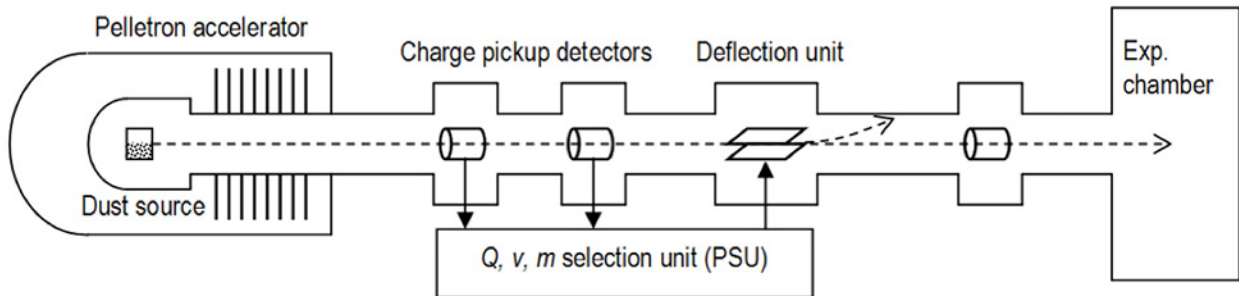 Pelletron accelerator
Charge pickup detectors
Deflection unit
Exp.
chamber
Dust source
Q, v, m selection unit (PSU)